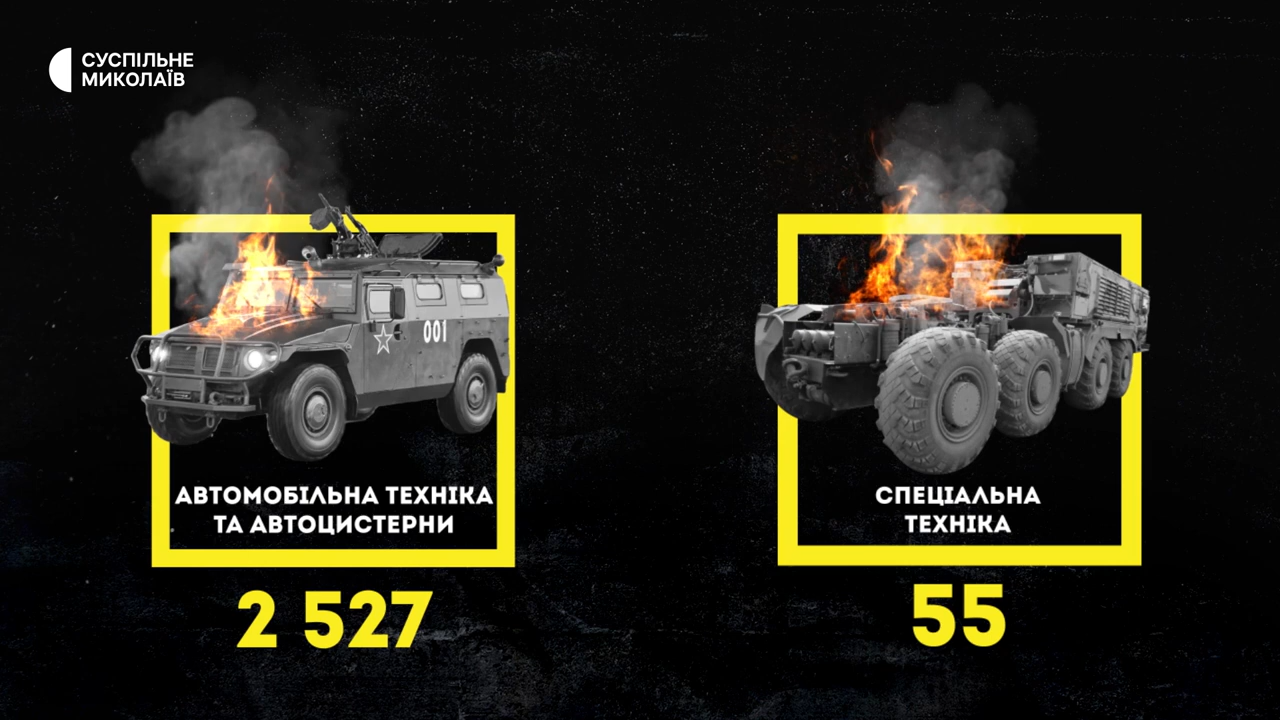 СУСПІЛЬНЕ
МИКОЛАЇВ
001
АВТОМОБІЛЬНА ТЕХНІКА
ТА АВТОЦИСТЕРНИ
2 527
СПЕЦІАЛЬНА
ТЕХНІКА
55